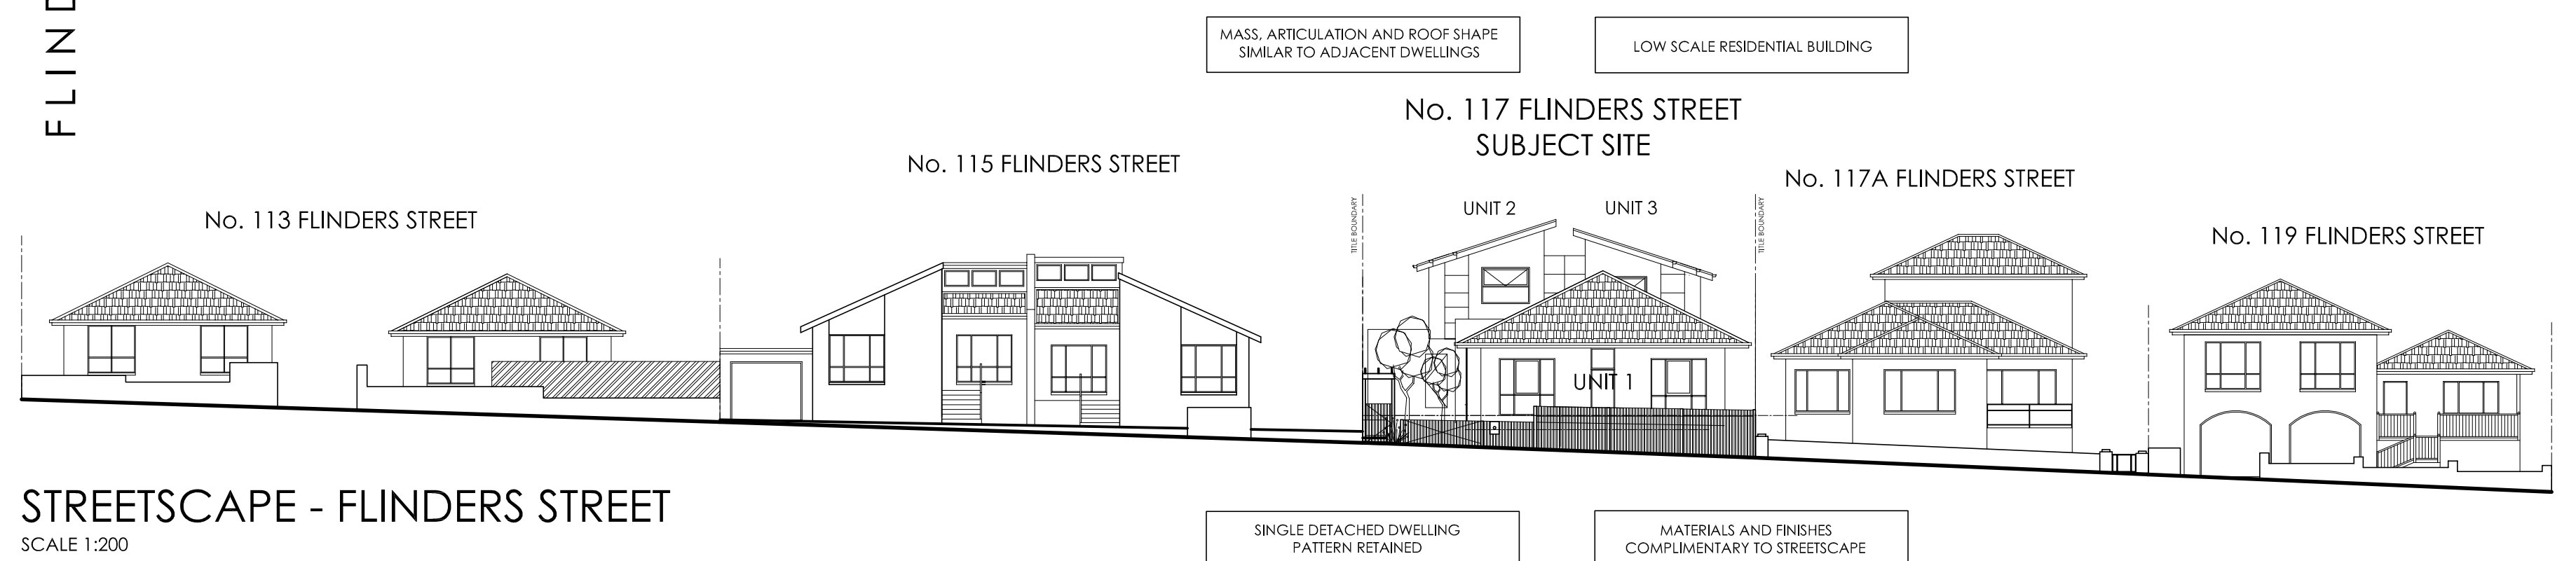 FLIND
MASS, ARTICULATION AND ROOF SHAPE
SIMILAR TO ADJACENT DWELLINGS
LOW SCALE RESIDENTIAL BUILDING
No. 117 FLINDERS STREET
SUBJECT SITE
No. 115 FLINDERS STREET
No. 117A FLINDERS STREET
No. 113 FLINDERS STREET
TITLE BOUNDARY
UNIT 2
UNIT 3
TITLE BOUNDARY
No. 119 FLINDERS STREET
UNIT 1
STREETSCAPE - FLINDERS STREET
SCALE 1:200
SINGLE DETACHED DWELLING
PATTERN RETAINED
MATERIALS AND FINISHES
COMPLIMENTARY TO STREETSCAPE